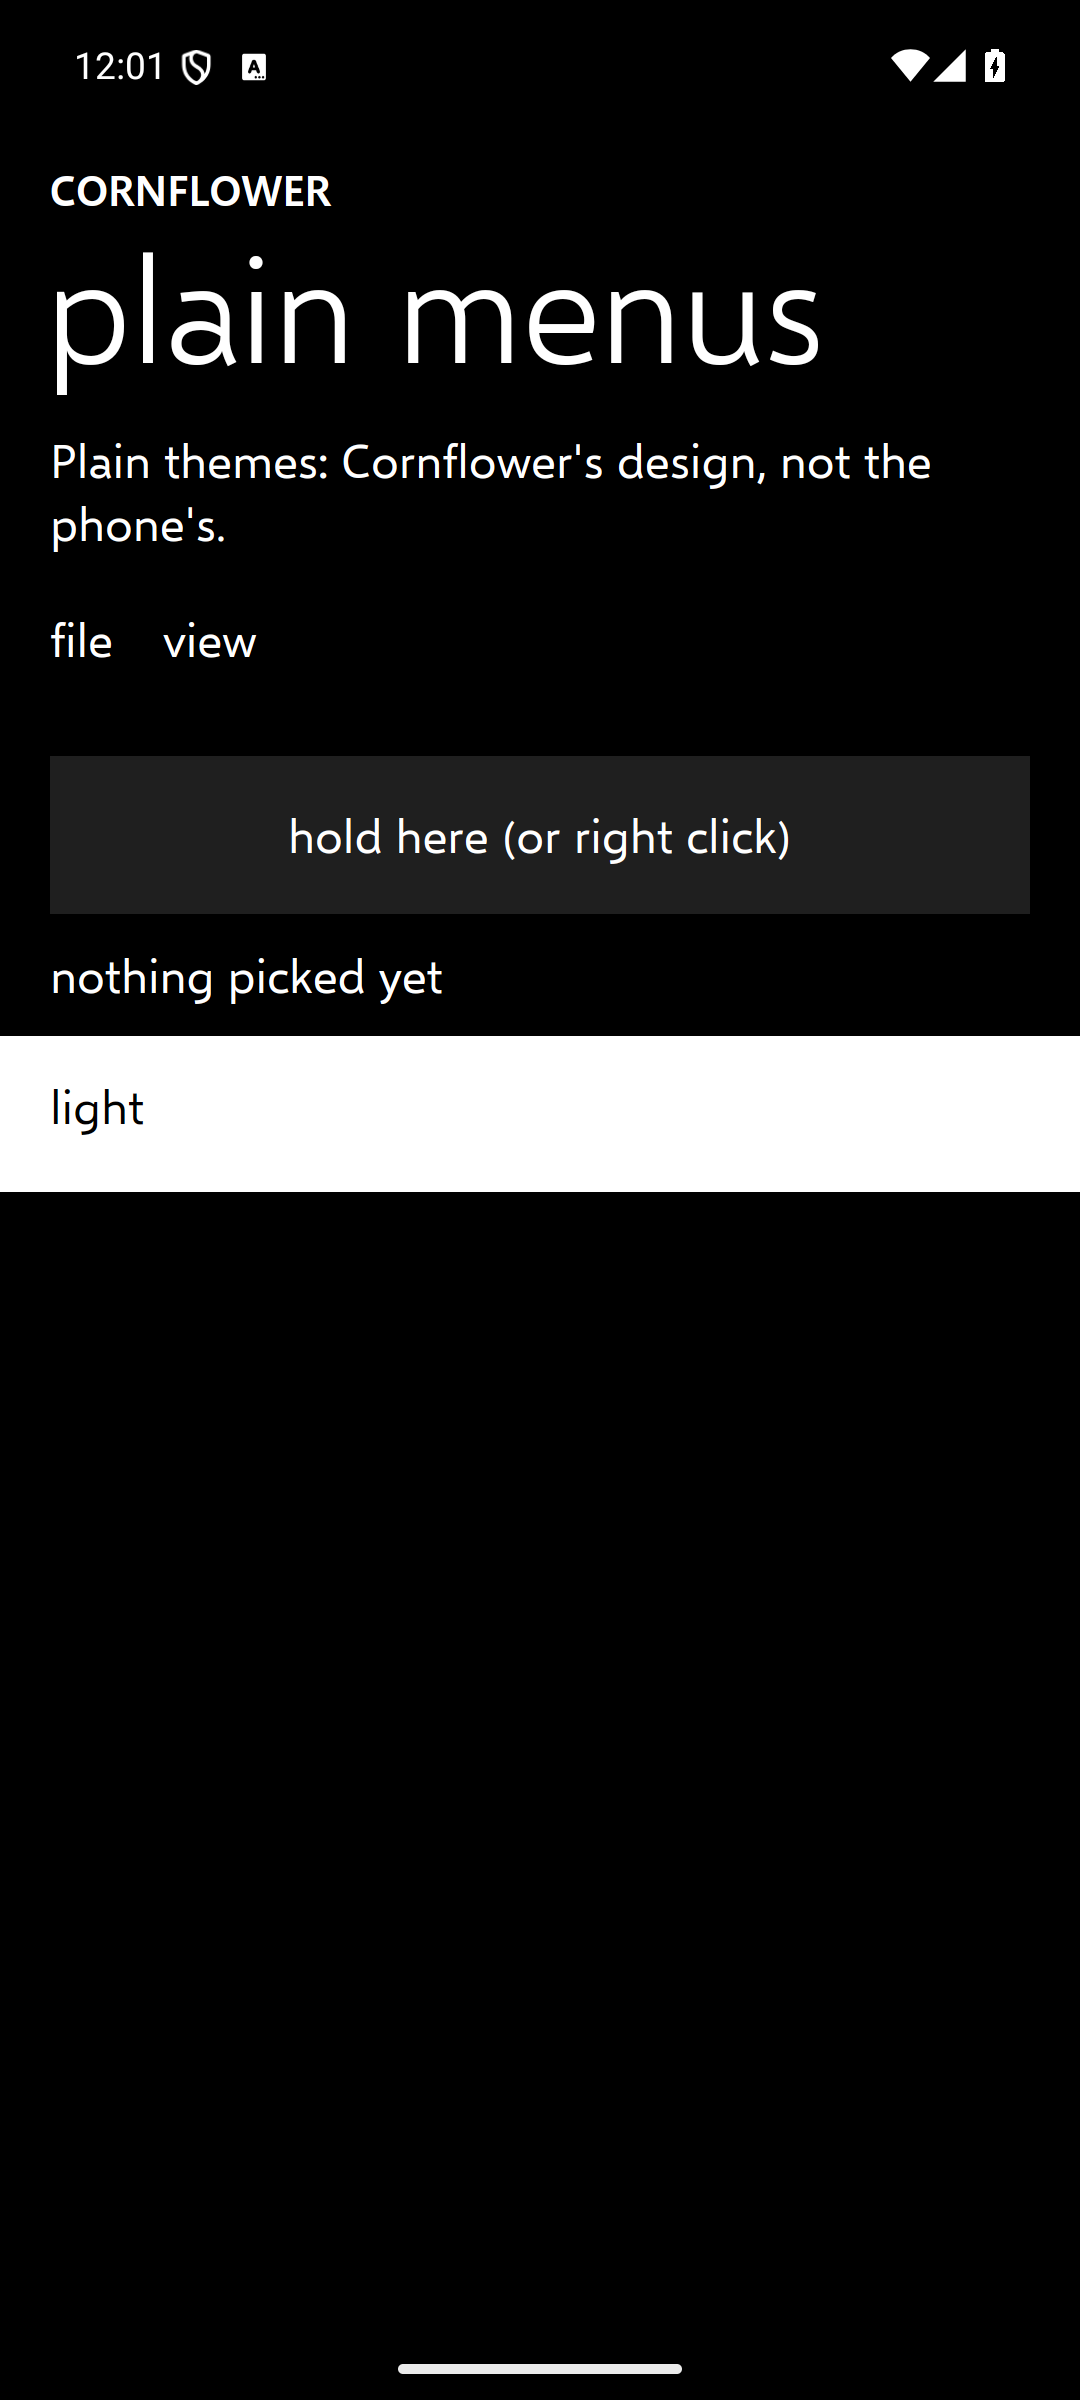 12:01
CORNFLOWER
plain menus
Plain themes: Cornflower's design, not the
phone's.
file view
hold here (or right click)
nothing picked yet
light